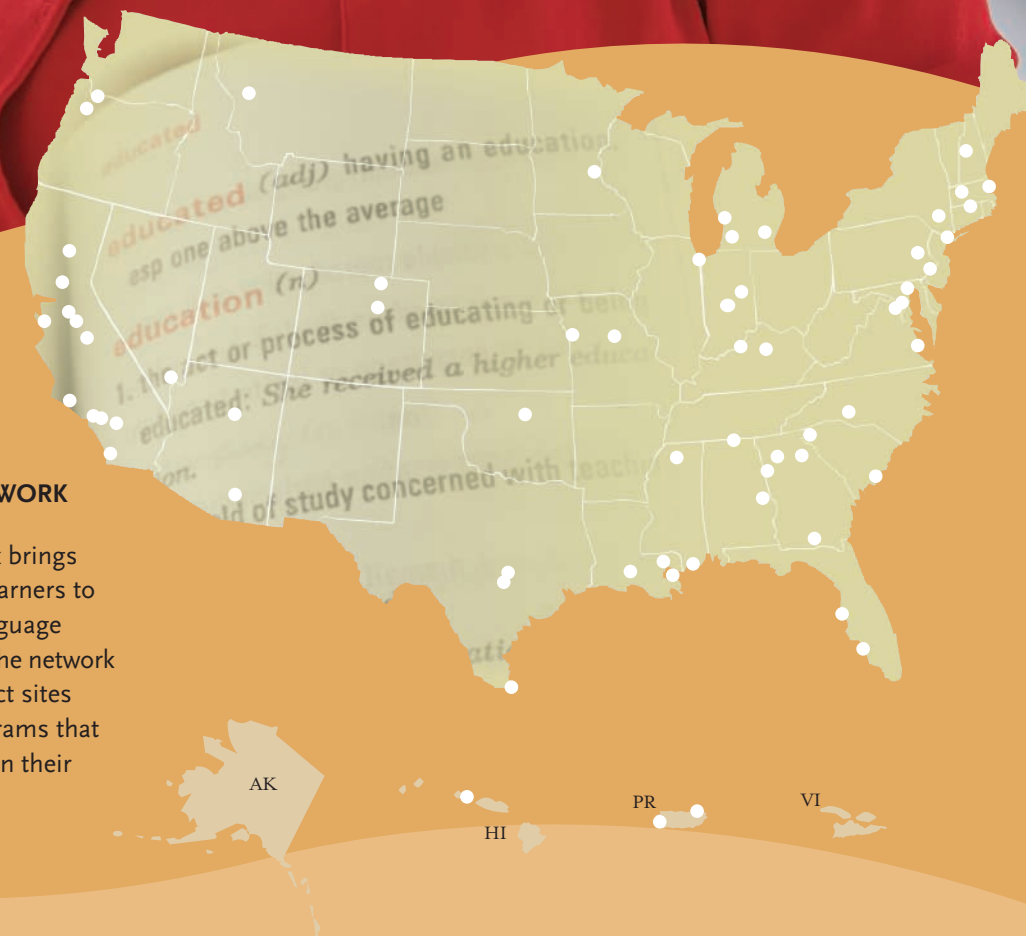 educated
educated (adj) having an education.
esp one above the average
education (n)
1. the act or process of educating or being
educated: She received a higher educa
on.
ld of study concerned with teach
ati
WORK
brings
arners to
guage
he network
ct sites
rams that
n their
AK
HI
PR
VI